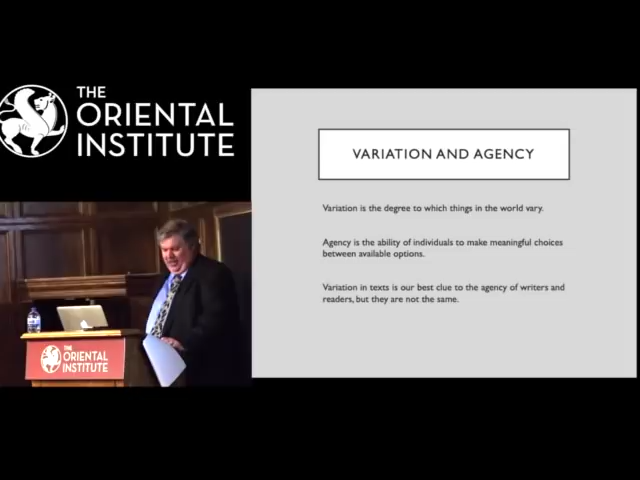 THE
ORIENTAL
INSTITUTE
VARIATION AND AGENCY
Variation is the degree to which things in the world vary.
Agency is the ability of individuals to make meaningful choices
between available options.
Variation in texts is our best clue to the agency of writers and
readers, but they are not the same.
THE
ORIENTAL
INSTITUTE